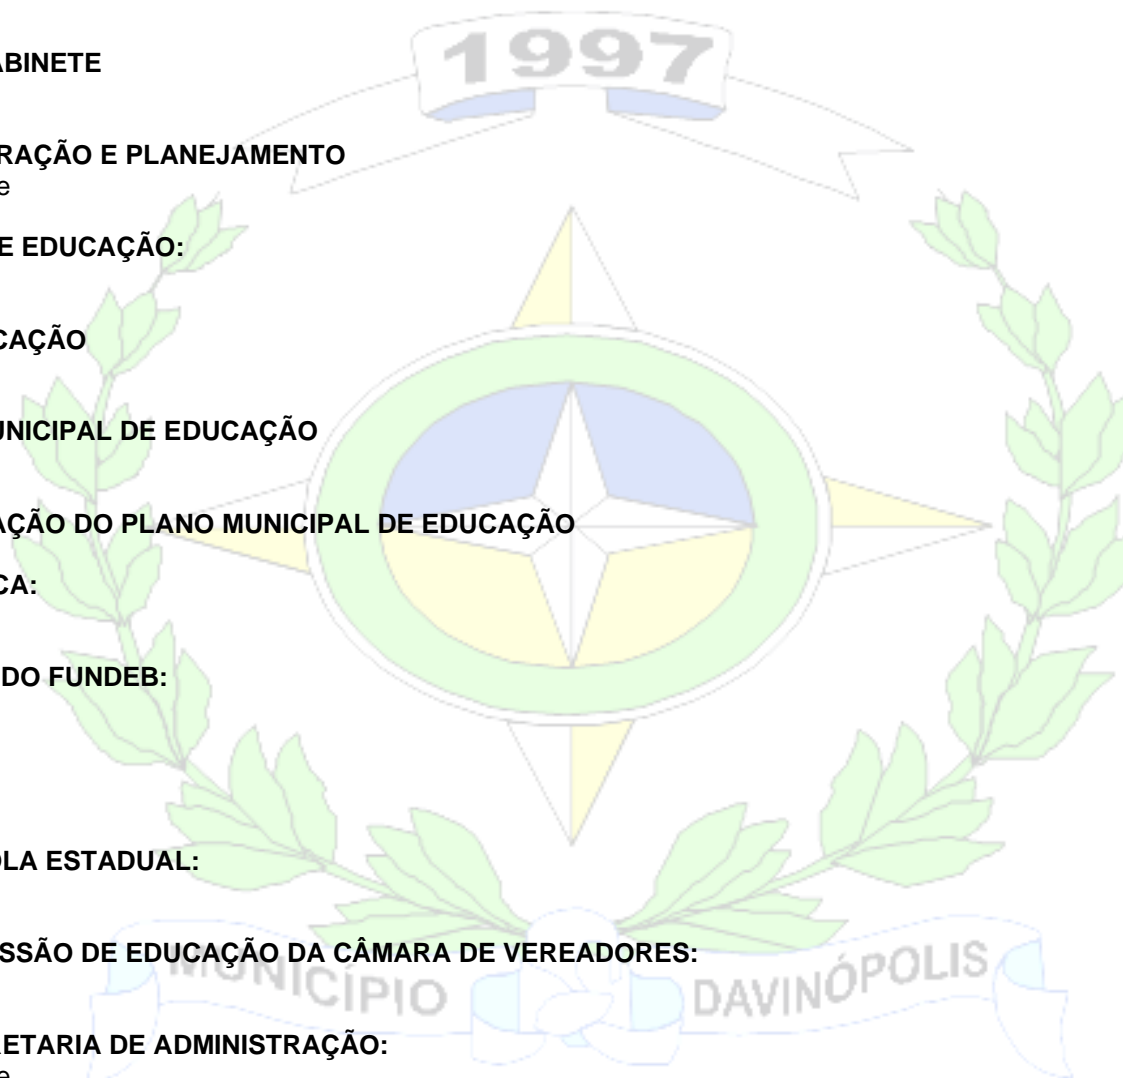 1997
ABINETE
RAÇÃO E PLANEJAMENTO
e
E EDUCAÇÃO:
CAÇÃO
UNICIPAL DE EDUCAÇÃO
AÇÃO DO PLANO MUNICIPAL DE EDUCAÇÃO
CA:
DO FUNDEB:
OLA ESTADUAL:
SSÃO DE EDUCAÇÃO DA CÂMARA DE VEREADORES:
MUNICÍPIO DAVINÓPOLIS
RETARIA DE ADMINISTRAÇÃO:
e